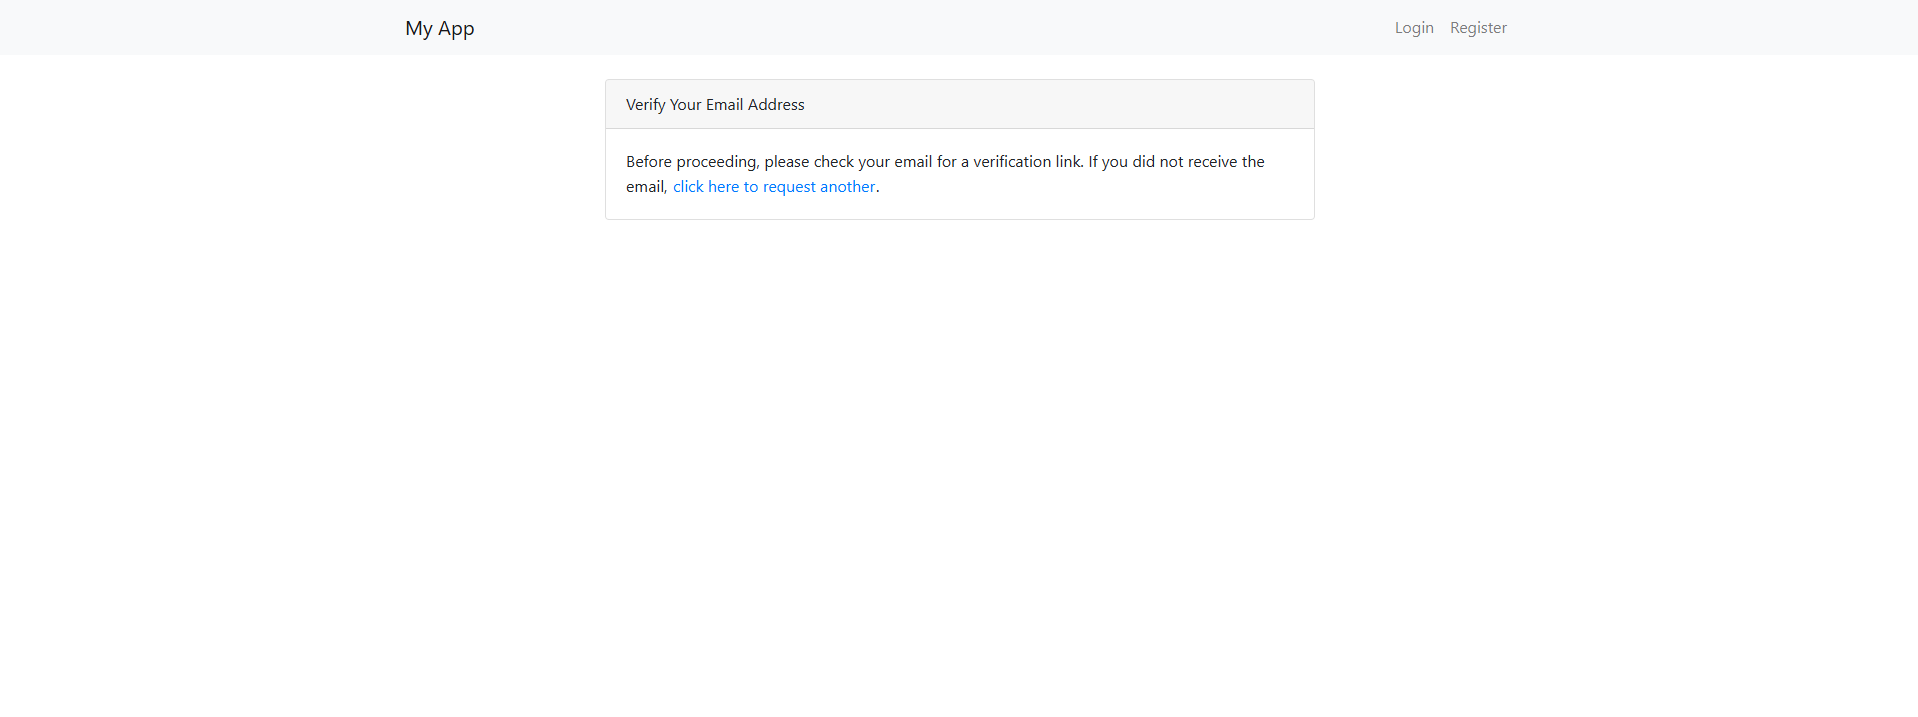 My App
Login Register
Verify Your Email Address
Before proceeding, please check your email for a verification link. If you did not receive the
email, click here to request another.